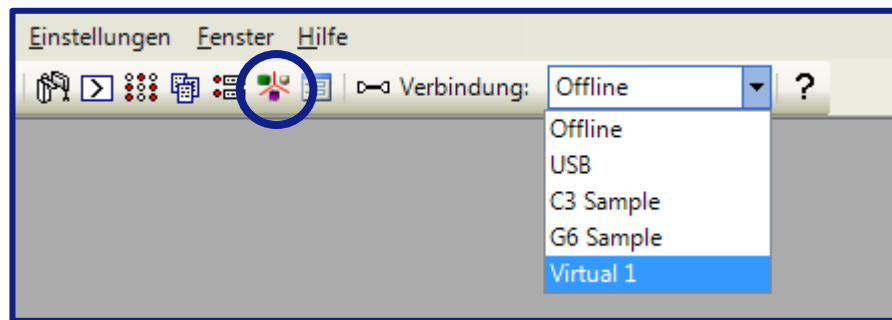 Einstellungen Fenster Hilfe
Verbindung: Offline ?
Offline
USB
C3 Sample
G6 Sample
Virtual 1